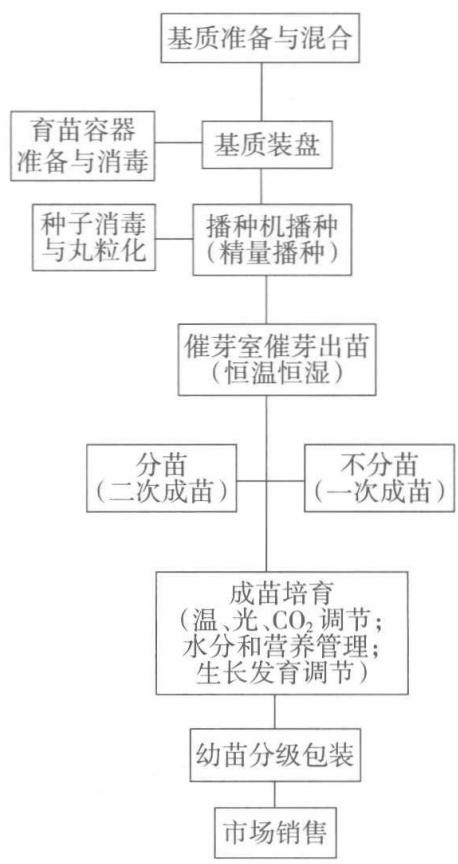 基质准备与混合
育苗容器
准备与消毒
基质装盘
种子消毒
与丸粒化
播种机播种
(精量播种)
催芽室催芽出苗
(恒温恒湿)
分苗
(二次成苗)
不分苗
(一次成苗)
成苗培育
(温、光、CO₂调节;
水分和营养管理;
生长发育调节)
幼苗分级包装
市场销售